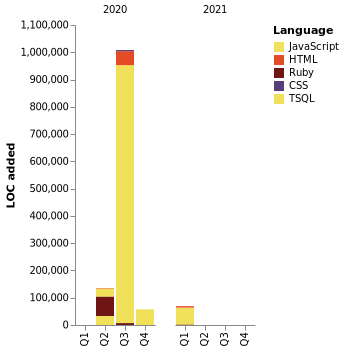 2020 2021
Language
JavaScript
HTML
Ruby
CSS
TSQL
LOC added
1,100,000
1,000,000
900,000
800,000
700,000
600,000
500,000
400,000
300,000
200,000
100,000
0
Q1 Q2 Q3 Q4 Q1 Q2 Q3 Q4